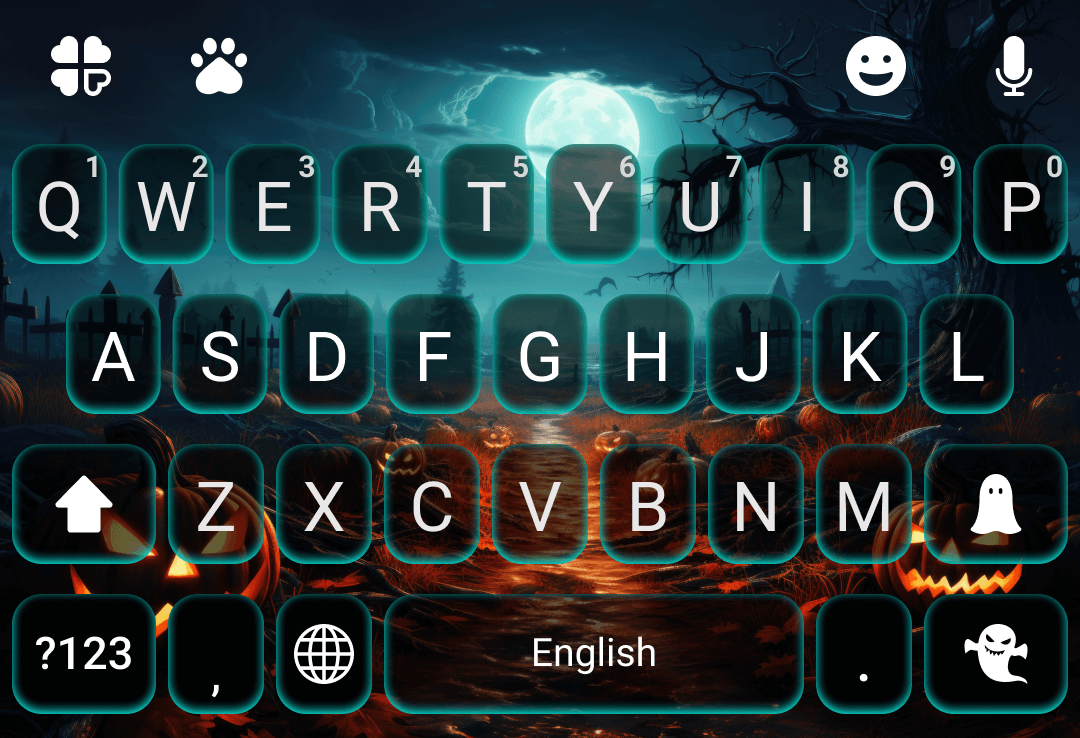 1 2 3 4 5 6 7 8 9 0
Q W E R T Y U I O P
A S D F G H J K L
Z X C V B N M
?123 , English .